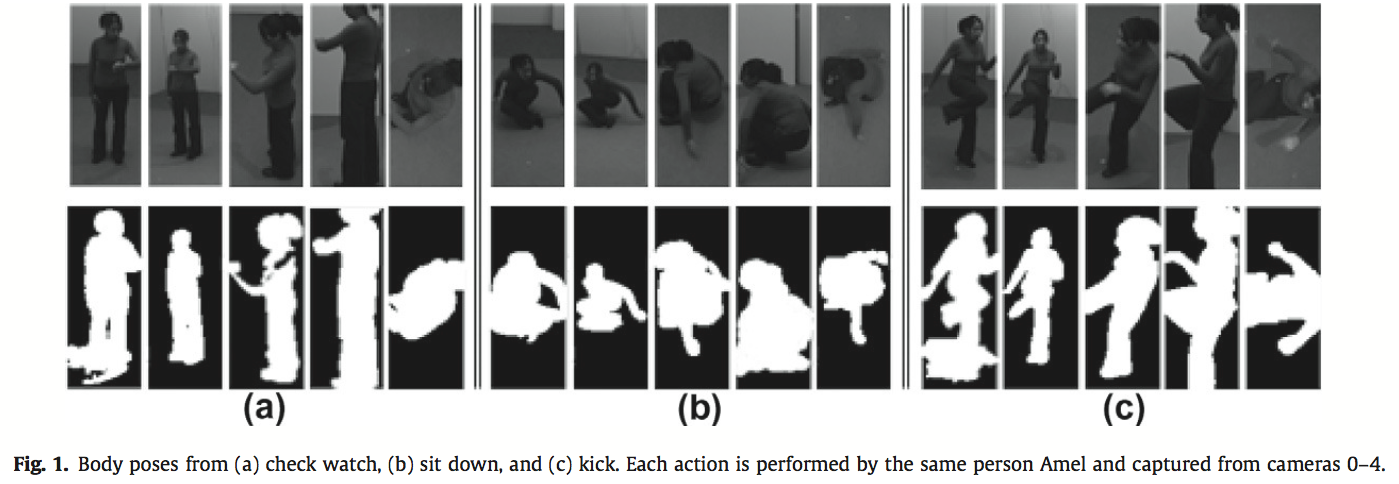 (a) (b) (c)
Fig. 1. Body poses from (a) check watch, (b) sit down, and (c) kick. Each action is performed by the same person Amel and captured from cameras 0–4.